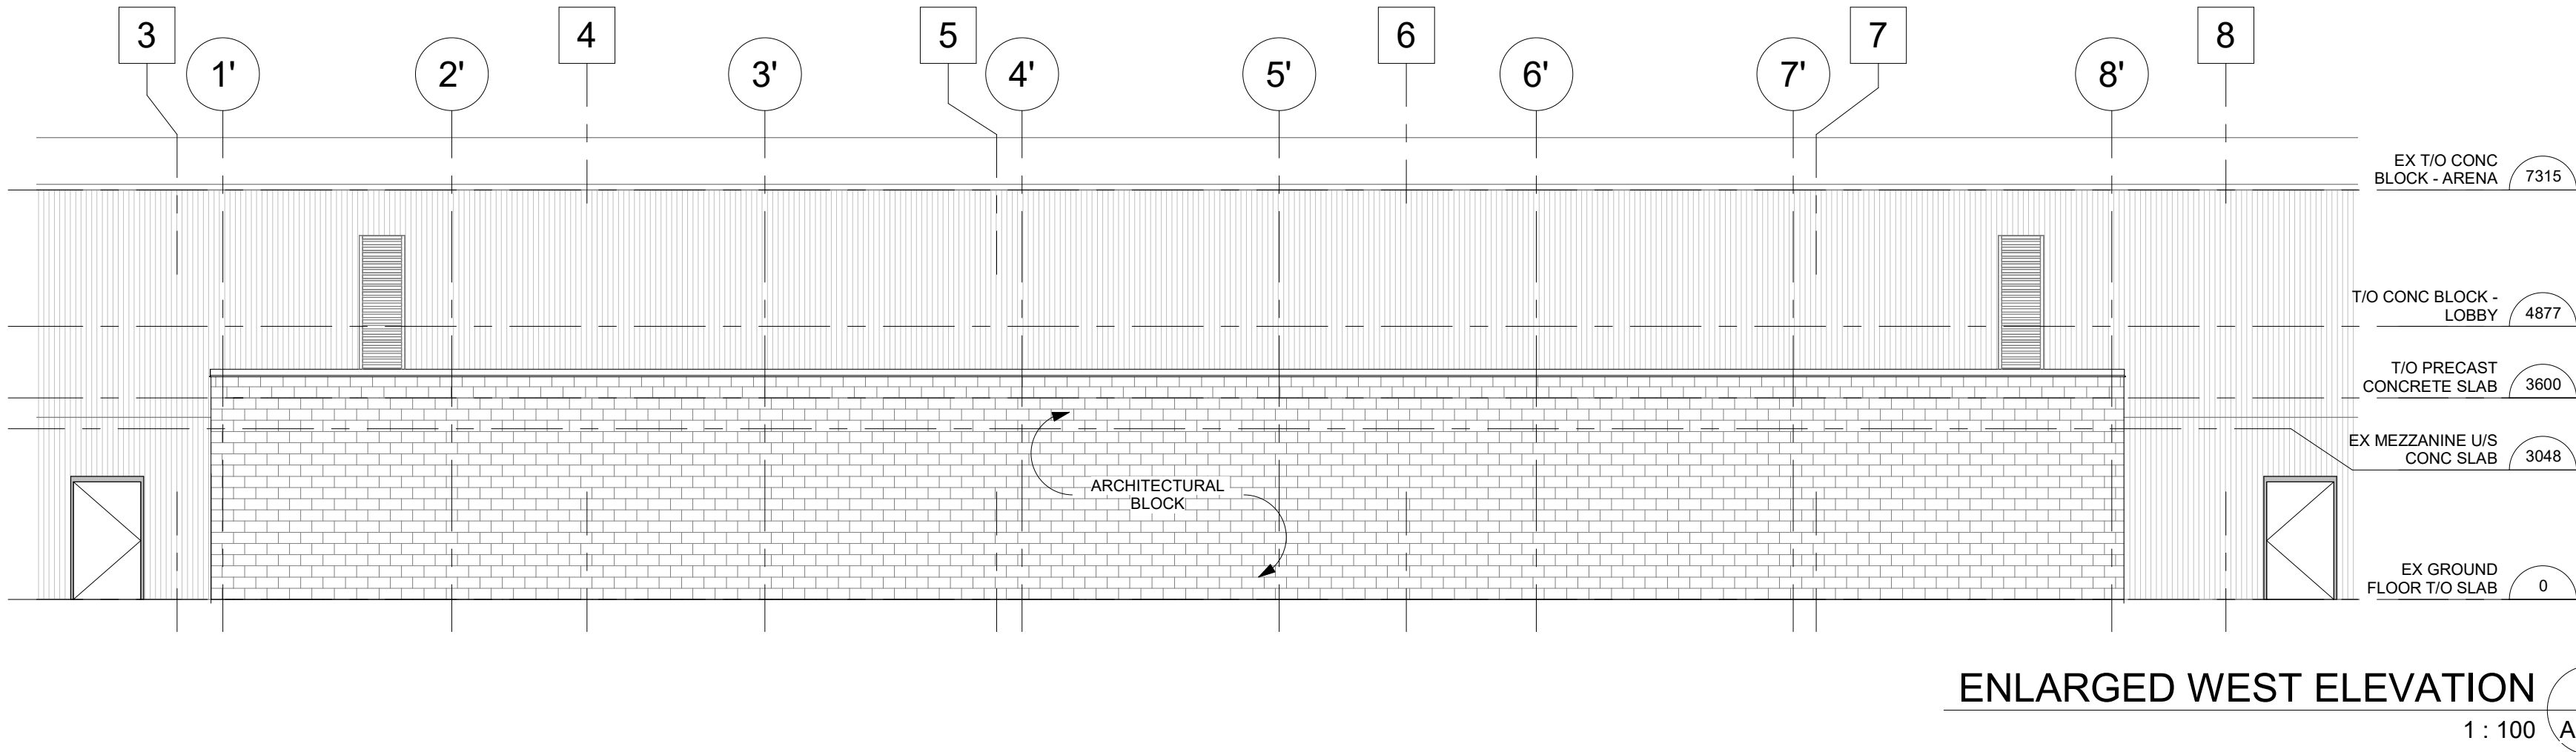 3
1'
2'
4
3'
5
4'
5'
6
6'
7'
7
8'
8
EX T/O CONC
BLOCK - ARENA
7315
T/O CONC BLOCK -
LOBBY
4877
T/O PRECAST
CONCRETE SLAB
3600
EX MEZZANINE U/S
CONC SLAB
3048
ARCHITECTURAL
BLOCK
EX GROUND
FLOOR T/O SLAB
0
ENLARGED WEST ELEVATION
1 : 100
A